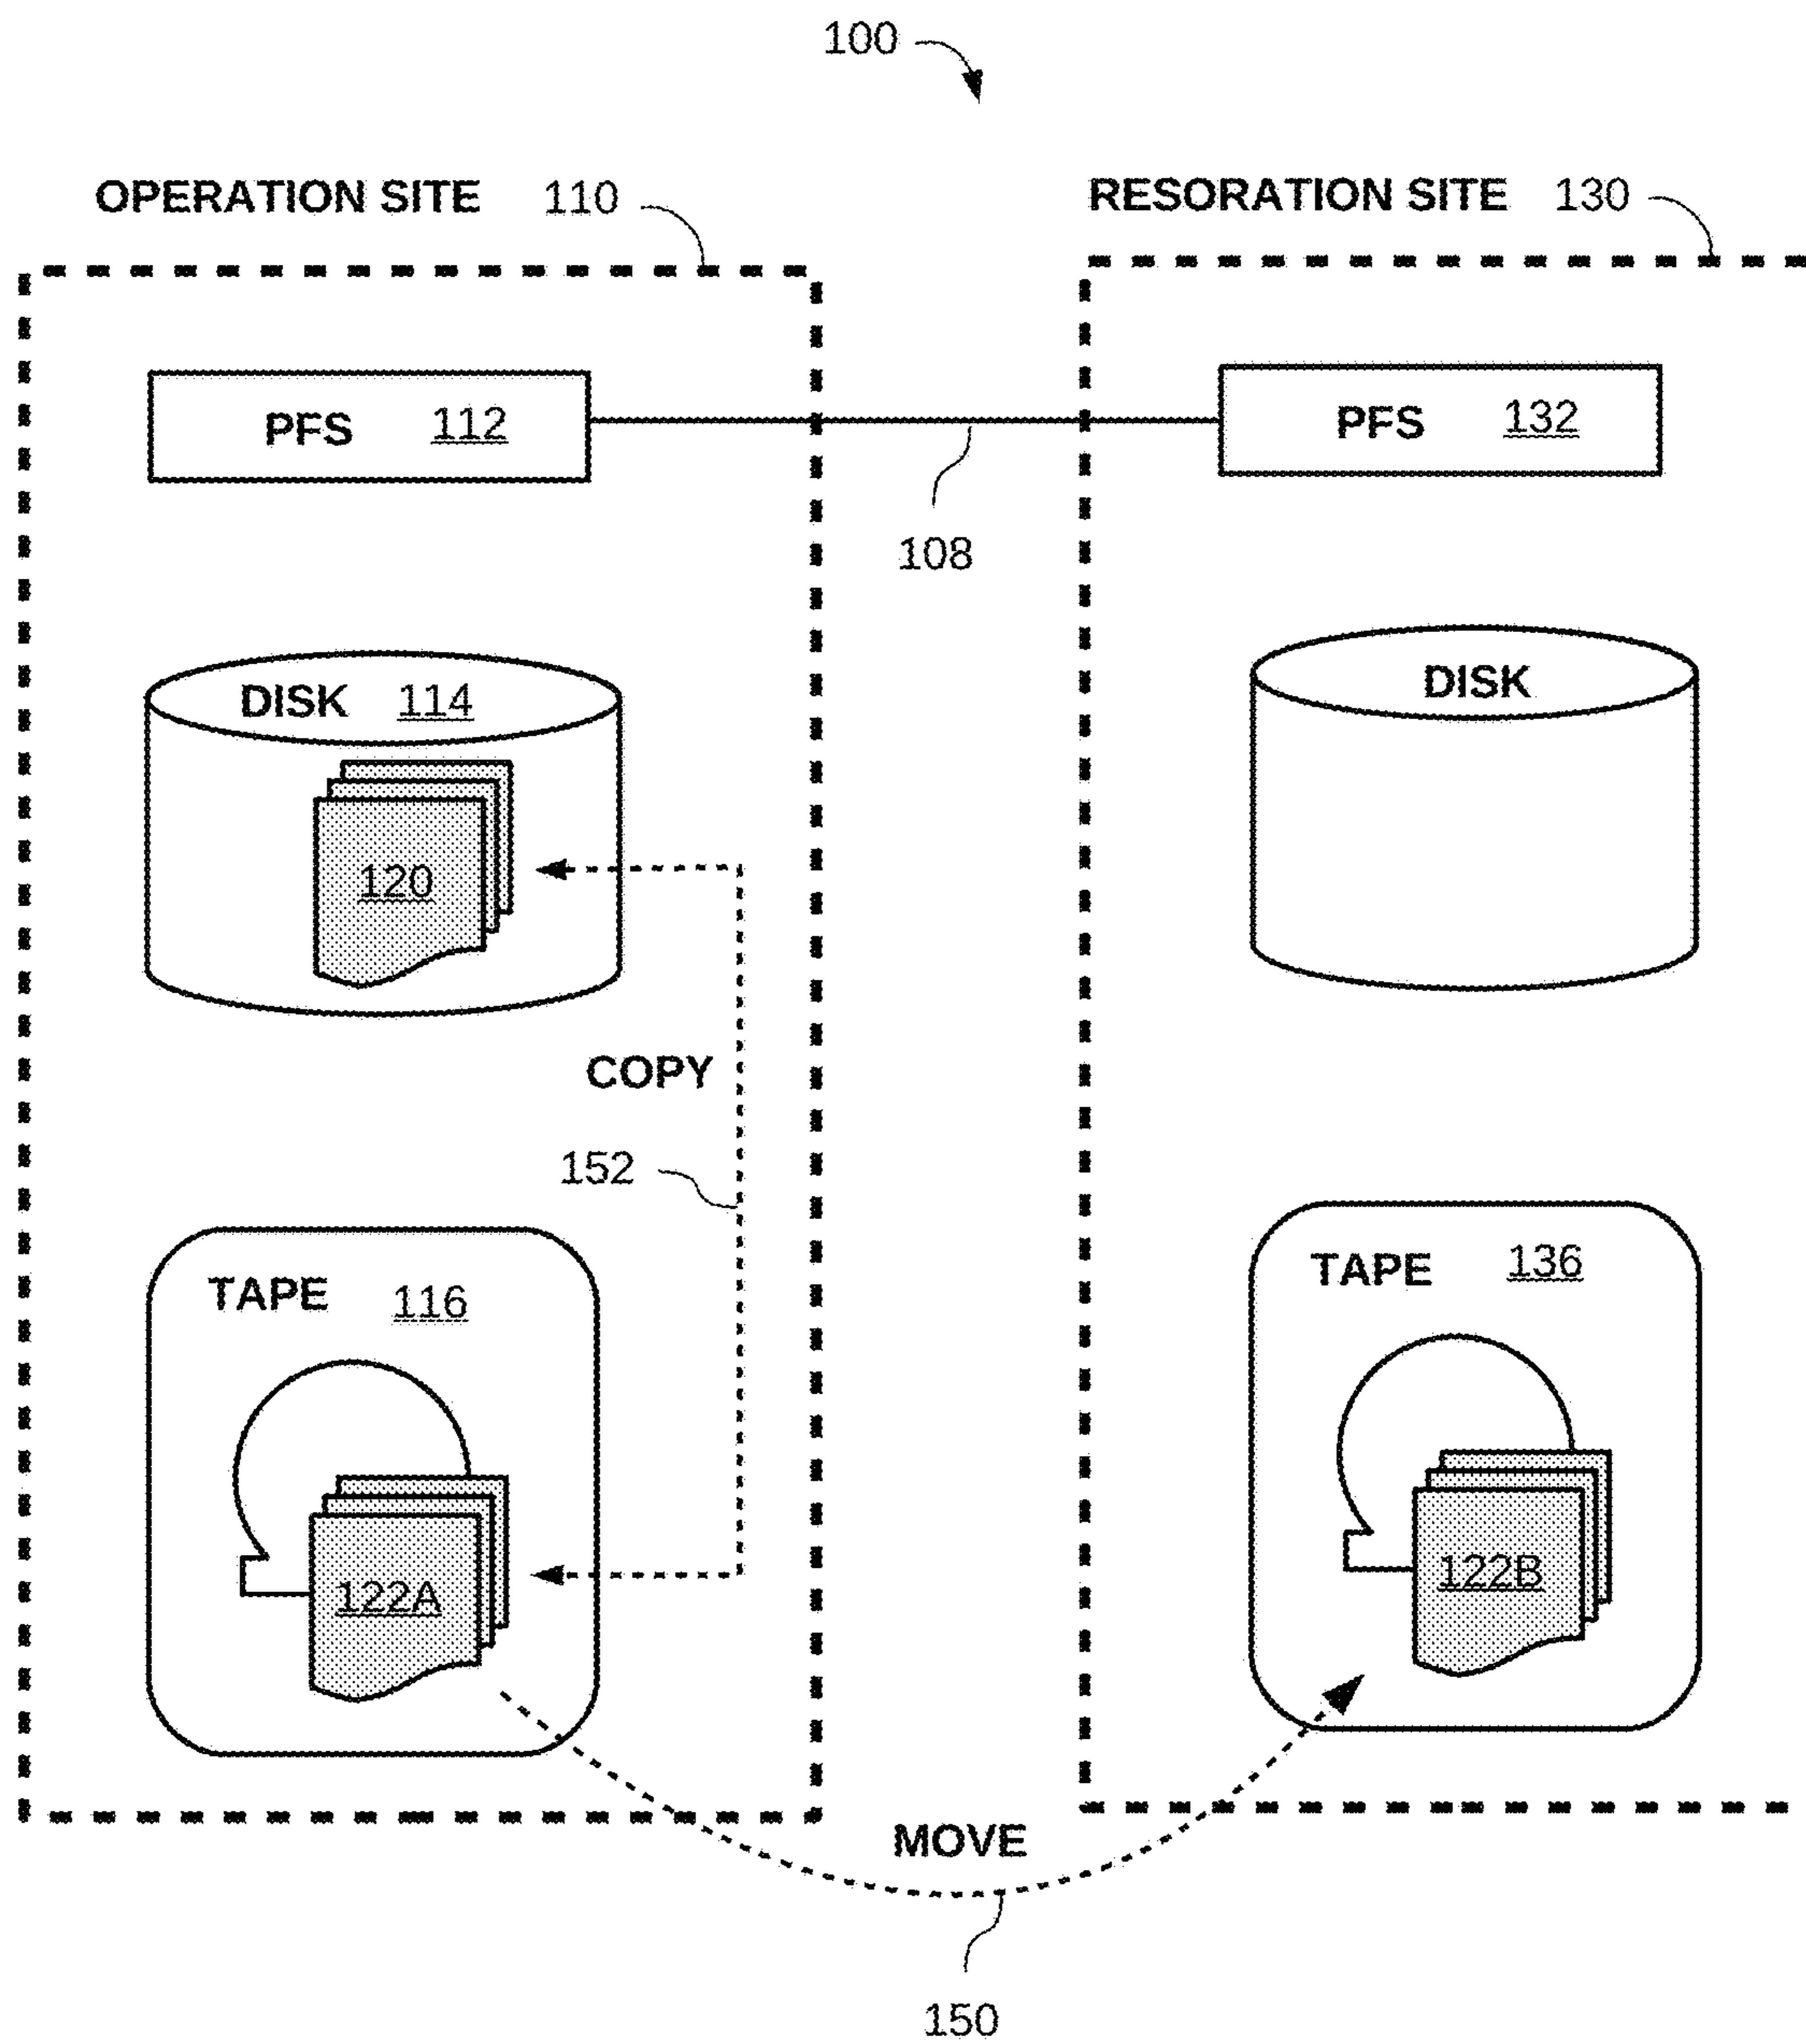 100
OPERATION SITE 110
RESORATION SITE 130
PFS 112
PFS 132
108
DISK 114
DISK
120
COPY
152
TAPE 116
TAPE 136
122A
122B
MOVE
150